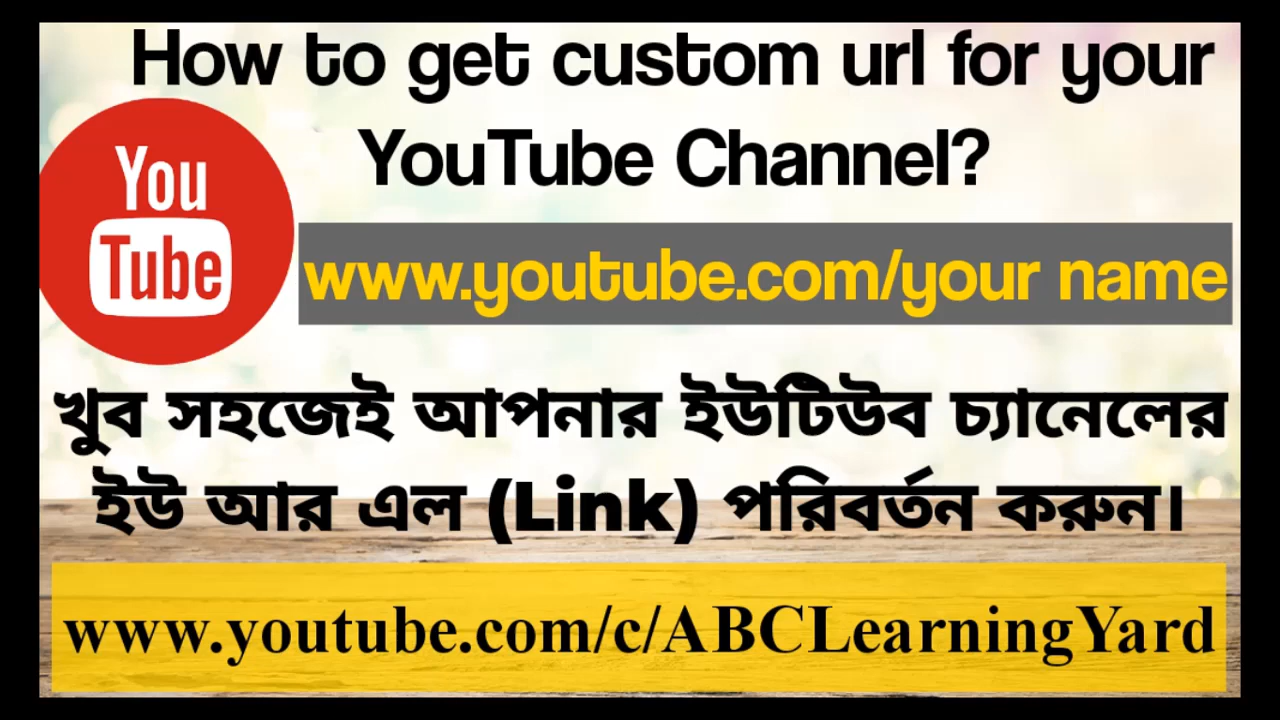 How to get custom url for your
YouTube Channel?
You
Tube
www.youtube.com/your name
খুব সহজেই আপনার ইউটিউব চ্যানেলের
ইউ আর এল (Link) পরিবর্তন করুন।
www.youtube.com/c/ABCLearningYard